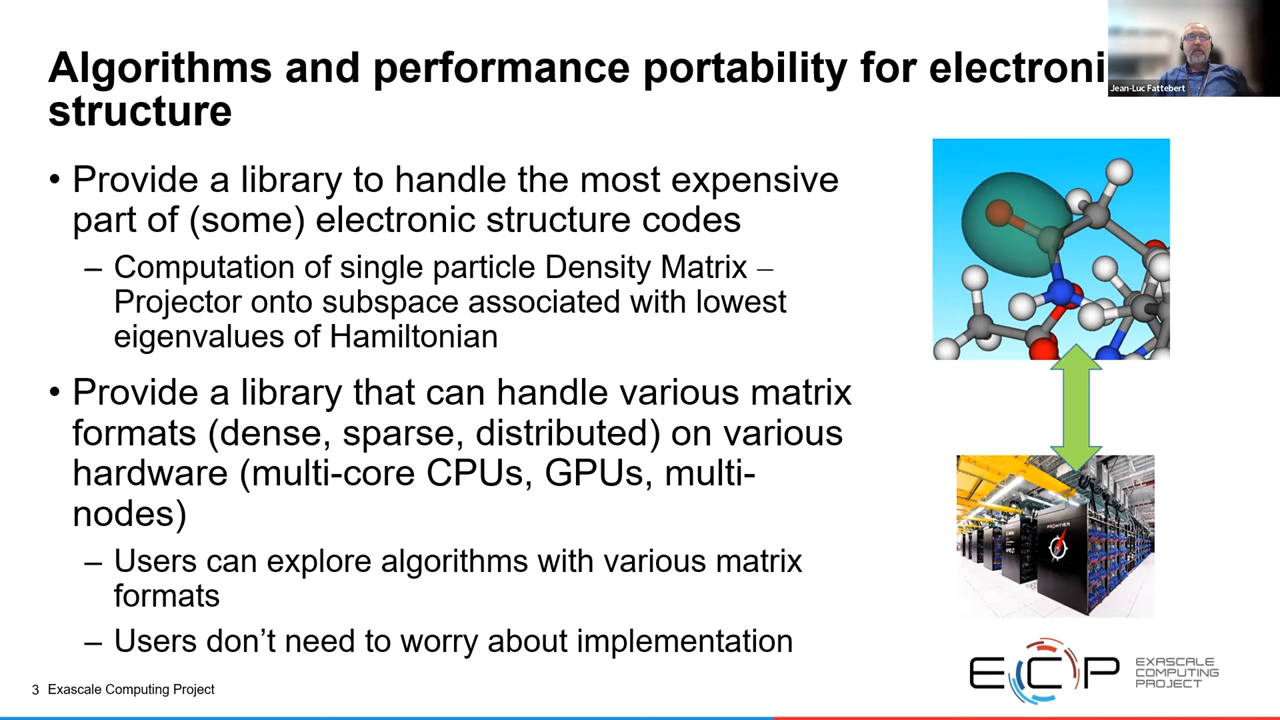 Algorithms and performance portability for electroni
structure
Jean-Luc Fattebert
• Provide a library to handle the most expensive
part of (some) electronic structure codes
– Computation of single particle Density Matrix –
Projector onto subspace associated with lowest
eigenvalues of Hamiltonian
• Provide a library that can handle various matrix
formats (dense, sparse, distributed) on various
hardware (multi-core CPUs, GPUs, multi-
nodes)
– Users can explore algorithms with various matrix
formats
– Users don’t need to worry about implementation
FRONTIER
3 Exascale Computing Project
ECP
EXASCALE
COMPUTING
PROJECT